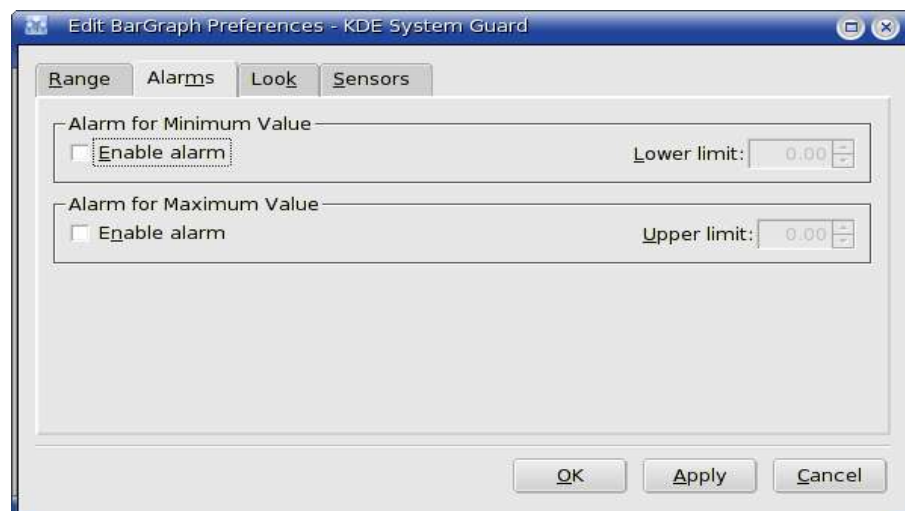 Edit BarGraph Preferences - KDE System Guard
Range Alarms Look Sensors
Alarm for Minimum Value
Enable alarm Lower limit: 0.00
Alarm for Maximum Value
Enable alarm Upper limit: 0.00
OK Apply Cancel